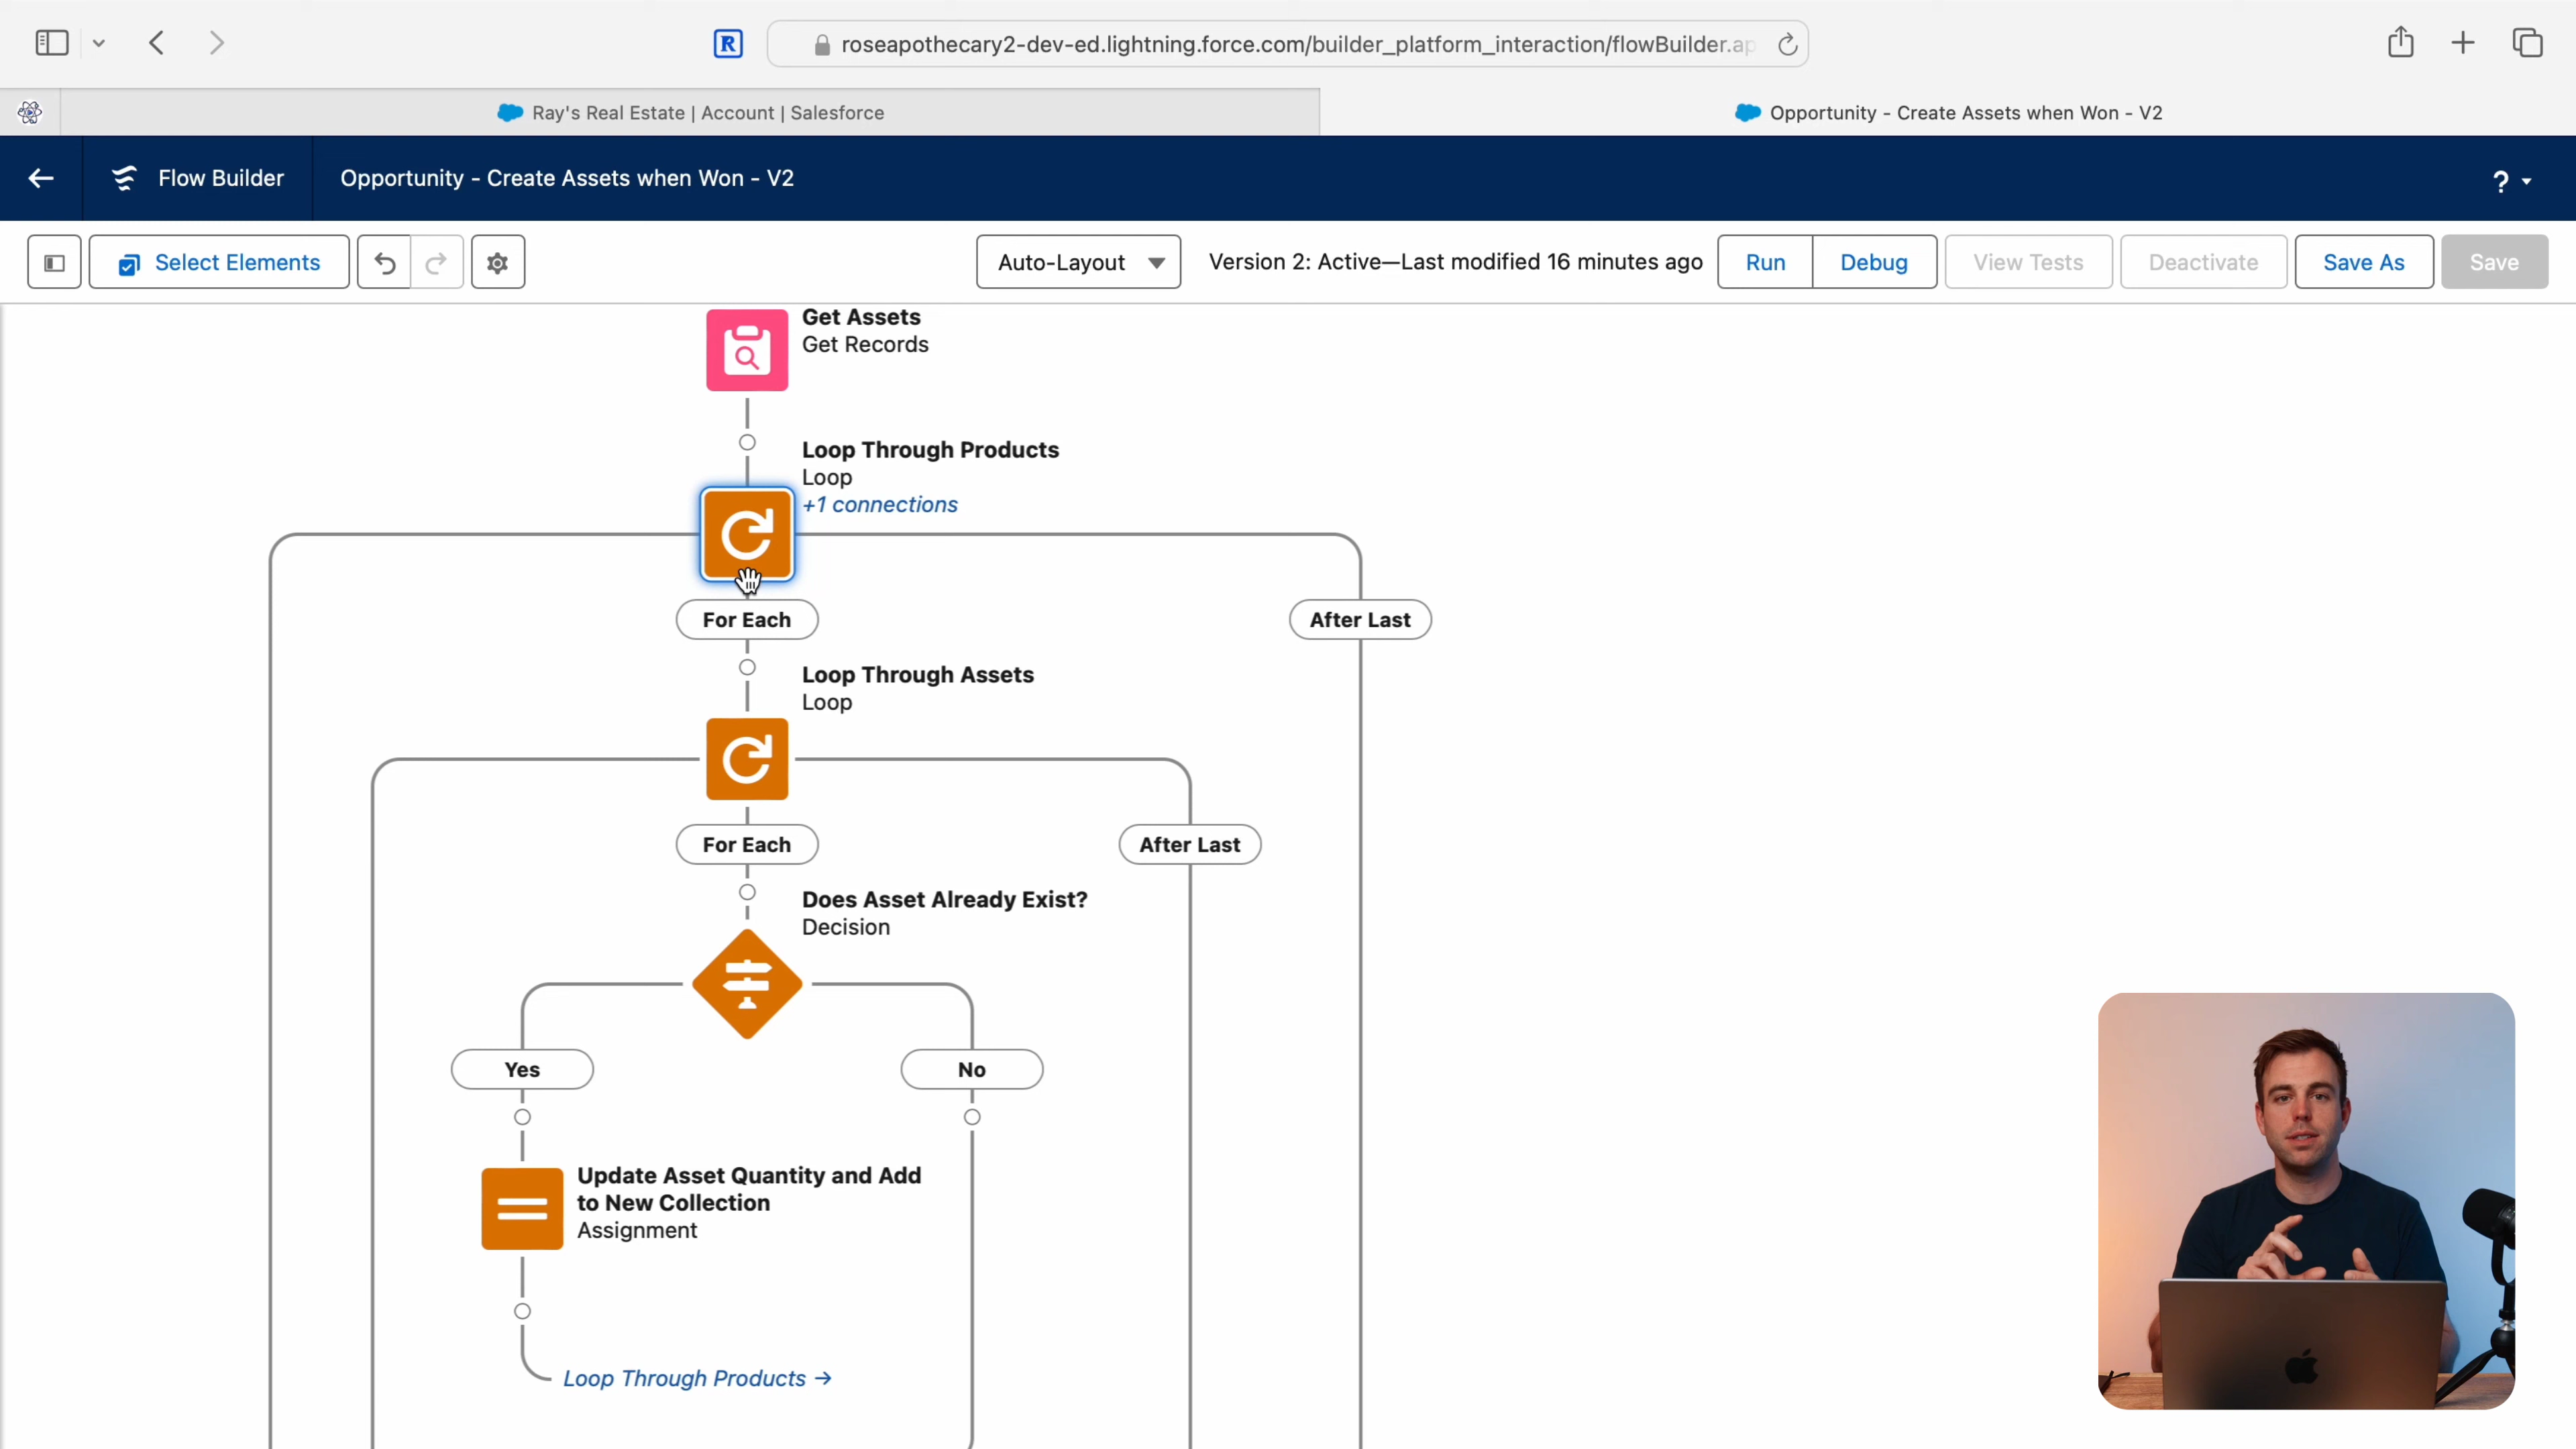 R
roseapothecary2-dev-ed.lightning.force.com/builder_platform_interaction/flowBuilder.ap
Ray's Real Estate | Account | Salesforce
Opportunity - Create Assets when Won - V2
Flow Builder
Opportunity - Create Assets when Won - V2
?
Select Elements
Auto-Layout
Version 2: Active—Last modified 16 minutes ago
Run
Debug
View Tests
Deactivate
Save As
Save
Get Assets
Get Records
Loop Through Products
Loop
+1 connections
For Each
After Last
Loop Through Assets
Loop
For Each
After Last
Does Asset Already Exist?
Decision
Yes
No
Update Asset Quantity and Add
to New Collection
Assignment
Loop Through Products →